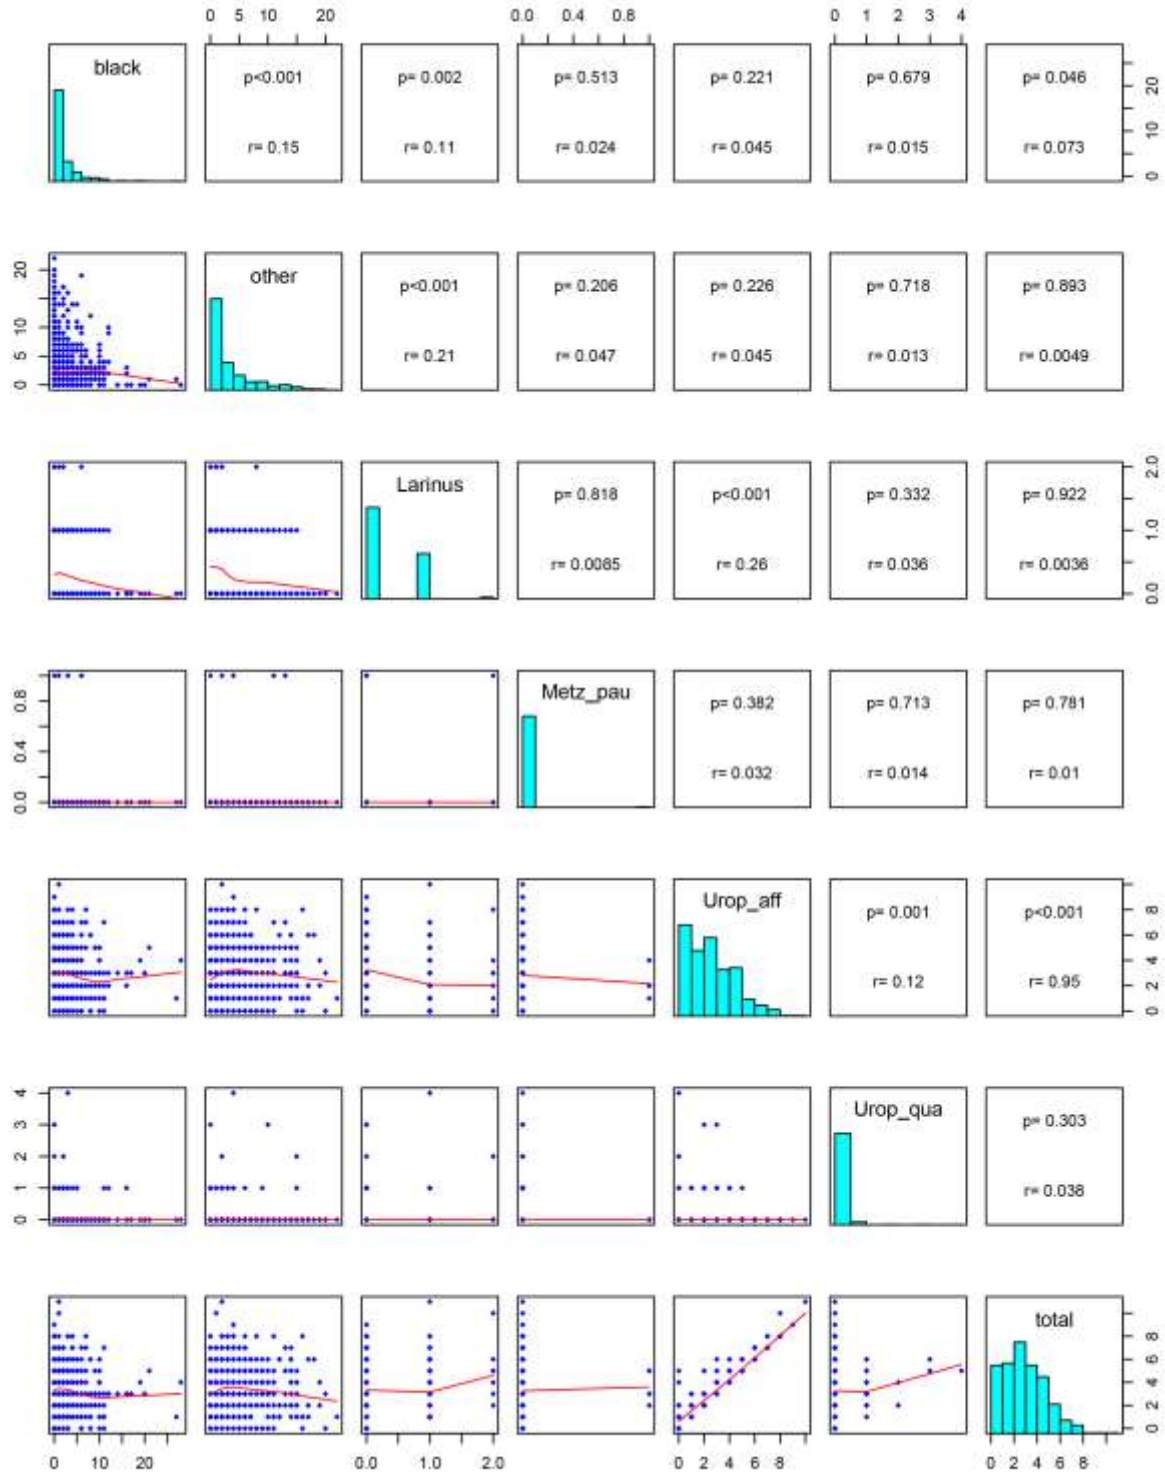 0 5 10 20 0.0 0.4 0.8 0 1 2 3 4
black p<0.001 p= 0.002 p= 0.513 p= 0.221 p= 0.679 p= 0.046
r= 0.15 r= 0.11 r= 0.024 r= 0.045 r= 0.015 r= 0.073
0 10 20
0 5 10 20
other p<0.001 p= 0.206 p= 0.226 p= 0.718 p= 0.893
r= 0.21 r= 0.047 r= 0.045 r= 0.013 r= 0.0049
Larinus p= 0.818 p<0.001 p= 0.332 p= 0.922
r= 0.0085 r= 0.26 r= 0.036 r= 0.0036
0.0 1.0 2.0
0.0 0.4 0.8
Metz_pau p= 0.382 p= 0.713 p= 0.781
r= 0.032 r= 0.014 r= 0.01
Urop_aff p= 0.001 p<0.001
r= 0.12 r= 0.95
0 2 4 6 8
0 1 2 3 4
Urop_qua p= 0.303
r= 0.038
total
0 2 4 6 8
0 10 20 0.0 1.0 2.0 0 2 4 6 8 0 2 4 6 8